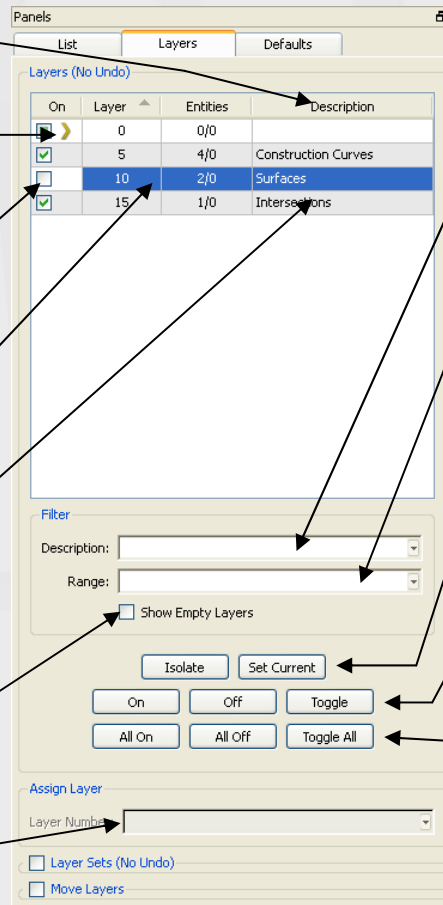 Panels
List Layers Defaults
Layers (No Undo)
On Layer Entities Description
0 0/0
5 4/0 Construction Curves
10 2/0 Surfaces
15 1/0 Intersections
Filter
Description:
Range:
Show Empty Layers
Isolate Set Current
On Off Toggle
All On All Off Toggle All
Assign Layer
Layer Number
Layer Sets (No Undo)
Move Layers